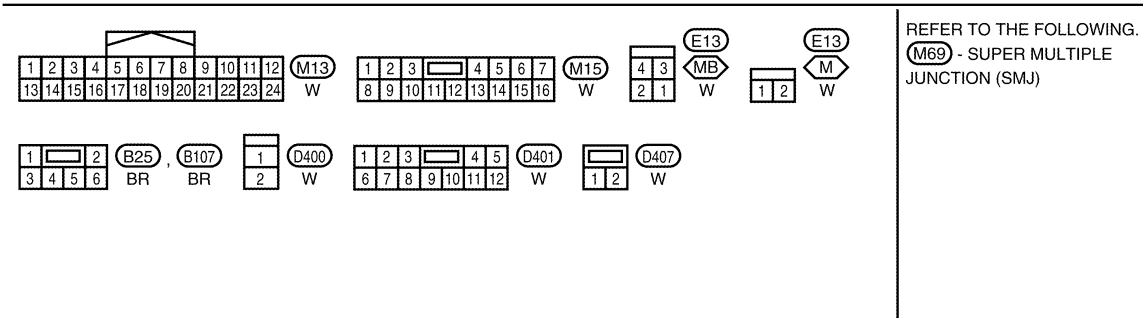 1 2 3 4 5 6 7 8 9 10 11 12 M13
13 14 15 16 17 18 19 20 21 22 23 24 W
1 2 3 4 5 6 7 M15
8 9 10 11 12 13 14 15 16 W
E13
4 3 MB
2 1 W
E13
M
1 2 W
1 2 B25 , B107
3 4 5 6 BR BR
1 D400
2 W
1 2 3 4 5 D401
6 7 8 9 10 11 12 W
D407
1 2 W
REFER TO THE FOLLOWING.
M69 - SUPER MULTIPLE
JUNCTION (SMJ)